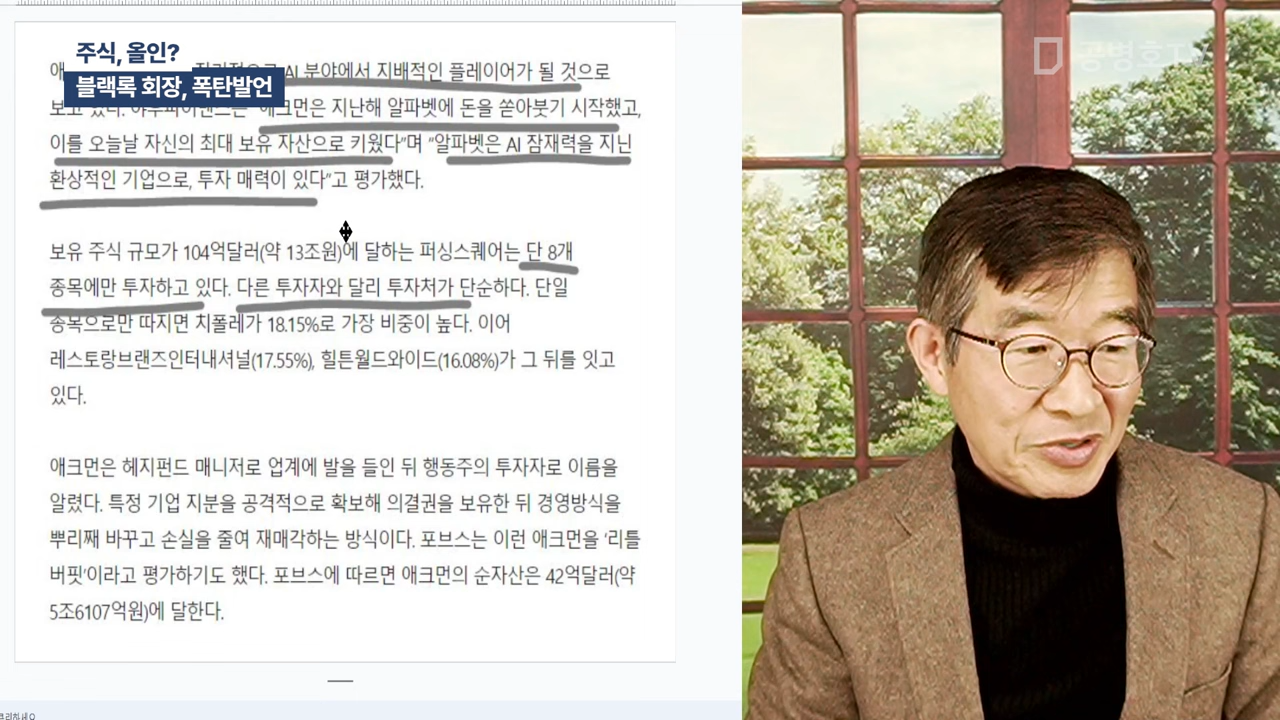 주식, 올인?
블랙록 회장, 폭탄발언
공병호TV
애 AI 분야에서 지배적인 플레이어가 될 것으로
보고 있다. "애크먼은 지난해 알파벳에 돈을 쏟아붓기 시작했고,
이를 오늘날 자신의 최대 보유 자산으로 키웠다"며 "알파벳은 AI 잠재력을 지닌
환상적인 기업으로, 투자 매력이 있다"고 평가했다.
보유 주식 규모가 104억달러(약 13조원)에 달하는 퍼싱스퀘어는 단 8개
종목에만 투자하고 있다. 다른 투자자와 달리 투자처가 단순하다. 단일
종목으로만 따지면 치폴레가 18.15%로 가장 비중이 높다. 이어
레스토랑브랜즈인터내셔널(17.55%), 힐튼월드와이드(16.08%)가 그 뒤를 잇고
있다.
애크먼은 헤지펀드 매니저로 업계에 발을 들인 뒤 행동주의 투자자로 이름을
알렸다. 특정 기업 지분을 공격적으로 확보해 의결권을 보유한 뒤 경영방식을
뿌리째 바꾸고 손실을 줄여 재매각하는 방식이다. 포브스는 이런 애크먼을 '리틀
버핏'이라고 평가하기도 했다. 포브스에 따르면 애크먼의 순자산은 42억달러(약
5조6107억원)에 달한다.